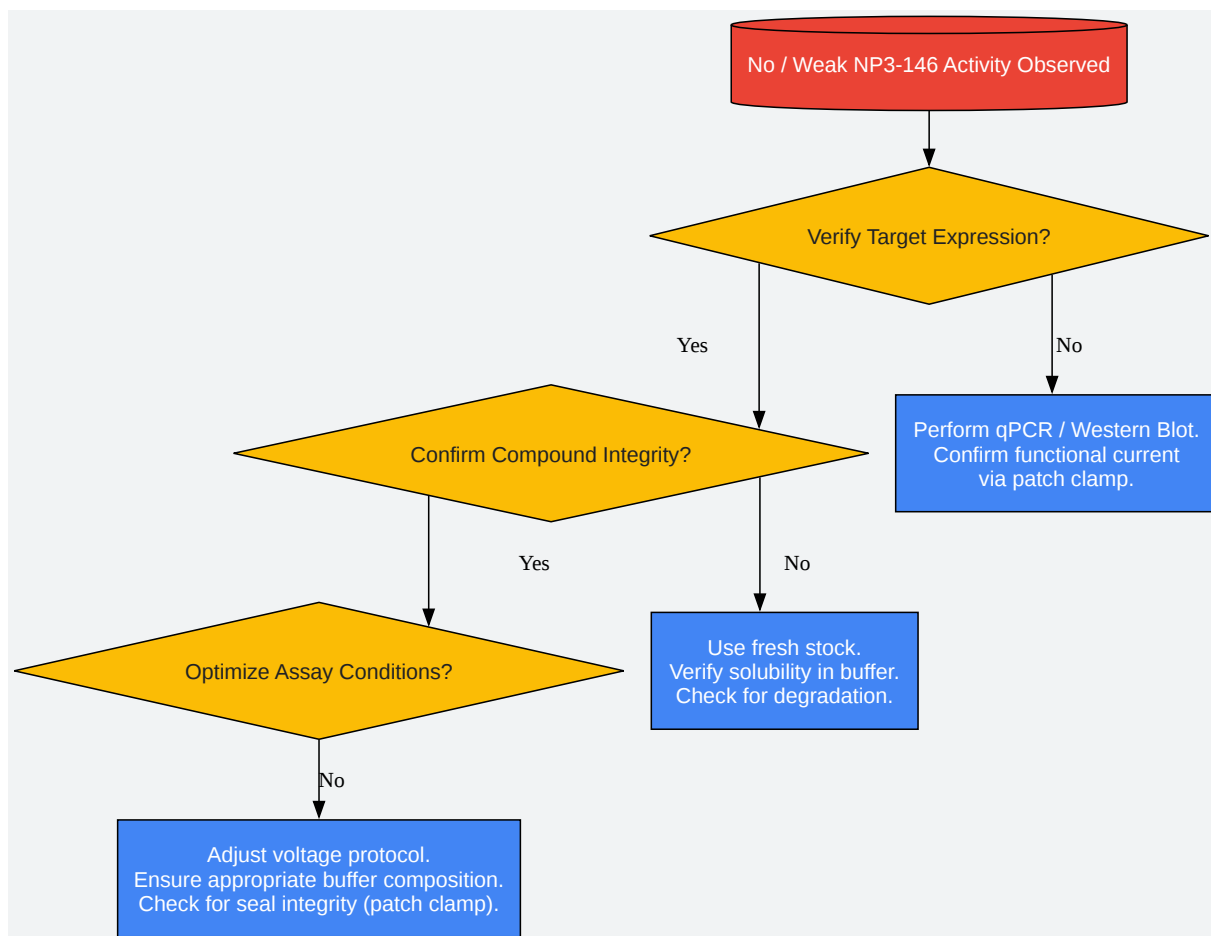 No / Weak NP3-146 Activity Observed
Verify Target Expression?
Yes
No
Perform qPCR / Western Blot.
Confirm functional current
via patch clamp.
Confirm Compound Integrity?
Yes
No
Use fresh stock.
Verify solubility in buffer.
Check for degradation.
Optimize Assay Conditions?
No
Adjust voltage protocol.
Ensure appropriate buffer composition.
Check for seal integrity (patch clamp).